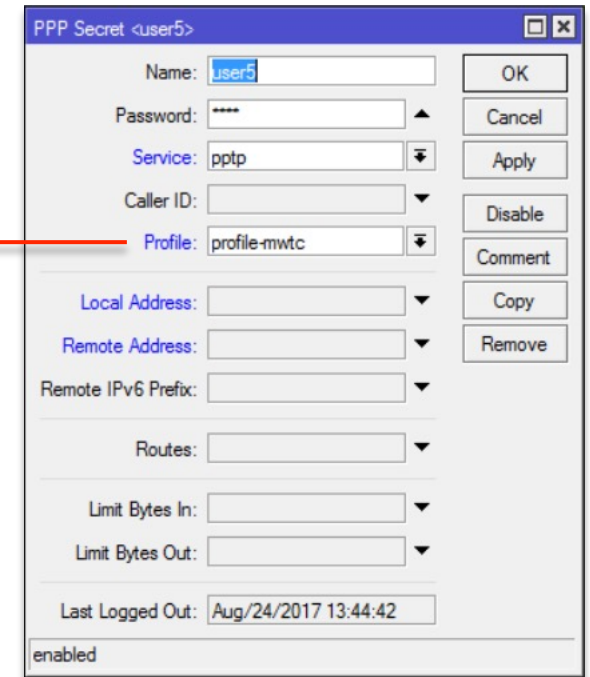 PPP Secret <user5>
Name: user5
OK
Password: ****
Cancel
Service: pptp
Apply
Caller ID:
Disable
Profile: profile-mwtc
Comment
Local Address:
Copy
Remote Address:
Remove
Remote IPv6 Prefix:
Routes:
Limit Bytes In:
Limit Bytes Out:
Last Logged Out: Aug/24/2017 13:44:42
enabled